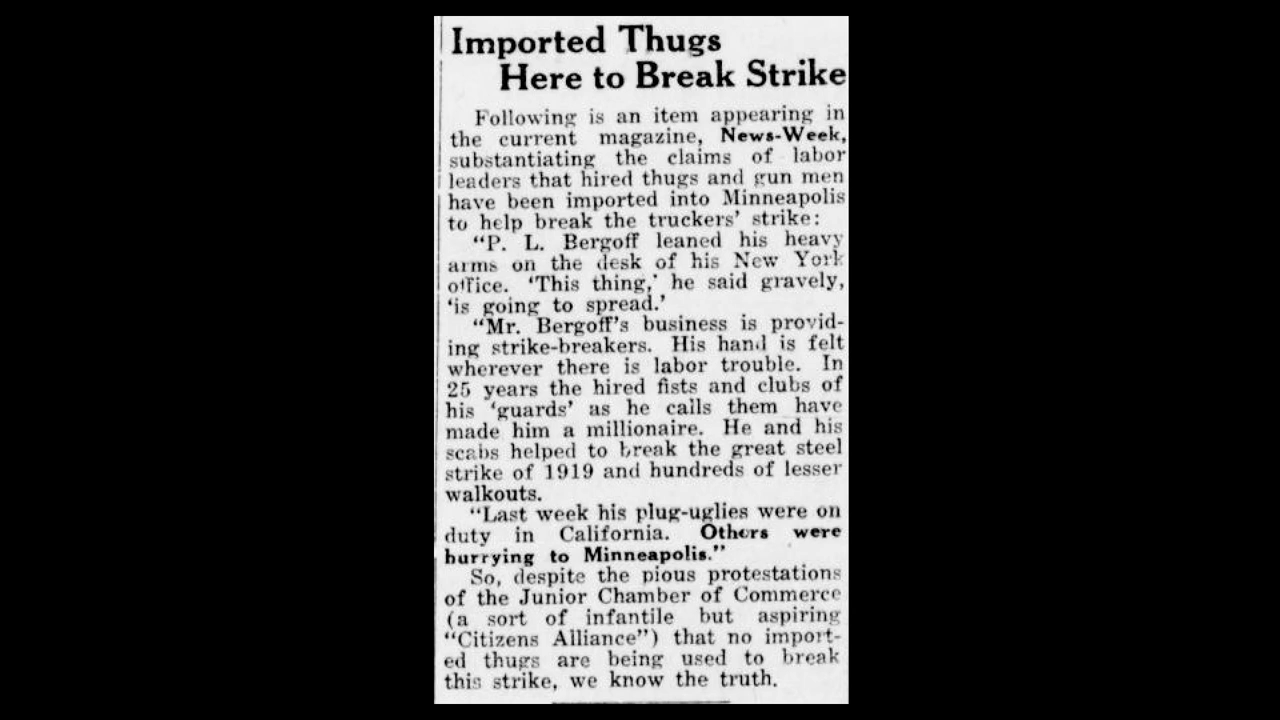 Imported Thugs
Here to Break Strike
Following is an item appearing in
the current magazine, News-Week,
substantiating the claims of labor
leaders that hired thugs and gun men
have been imported into Minneapolis
to help break the truckers' strike:
"P. L. Bergoff leaned his heavy
arms on the desk of his New York
office. 'This thing,' he said gravely,
'is going to spread.'
"Mr. Bergoff's business is provid-
ing strike-breakers. His hand is felt
wherever there is labor trouble. In
25 years the hired fists and clubs of
his 'guards' as he calls them have
made him a millionaire. He and his
scabs helped to break the great steel
strike of 1919 and hundreds of lesser
walkouts.
"Last week his plug-uglies were on
duty in California. Others were
hurrying to Minneapolis."
So, despite the pious protestations
of the Junior Chamber of Commerce
(a sort of infantile but aspiring
"Citizens Alliance") that no import-
ed thugs are being used to break
this strike, we know the truth.